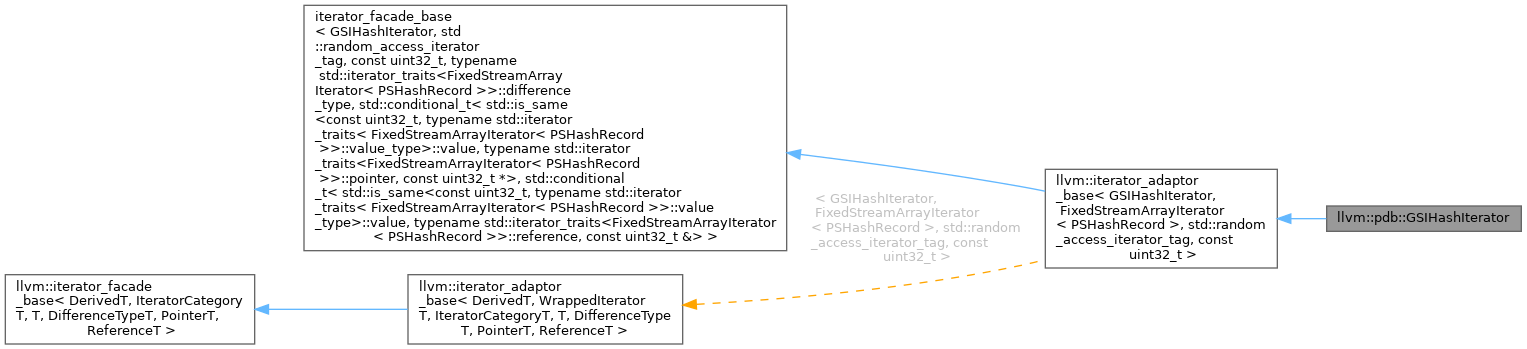 iterator_facade_base
< GSIHashIterator, std
::random_access_iterator
_tag, const uint32_t, typename
std::iterator_traits<FixedStreamArray
Iterator< PSHashRecord >>::difference
_type, std::conditional_t< std::is_same
<const uint32_t, typename std::iterator
_traits< FixedStreamArrayIterator< PSHashRecord
>>::value_type>::value, typename std::iterator
_traits<FixedStreamArrayIterator< PSHashRecord
>>::pointer, const uint32_t *>, std::conditional
_t< std::is_same<const uint32_t, typename std::iterator
_traits< FixedStreamArrayIterator< PSHashRecord >>::value
_type>::value, typename std::iterator_traits<FixedStreamArrayIterator
< PSHashRecord >>::reference, const uint32_t &> >
llvm::iterator_adaptor
_base< GSIHashIterator,
FixedStreamArrayIterator
< PSHashRecord >, std::random
_access_iterator_tag, const
uint32_t >
llvm::pdb::GSIHashIterator
< GSIHashIterator,
FixedStreamArrayIterator
< PSHashRecord >, std::random
_access_iterator_tag, const
uint32_t >
llvm::iterator_facade
_base< DerivedT, IteratorCategory
T, T, DifferenceTypeT, PointerT,
ReferenceT >
llvm::iterator_adaptor
_base< DerivedT, WrappedIterator
T, IteratorCategoryT, T, DifferenceType
T, PointerT, ReferenceT >